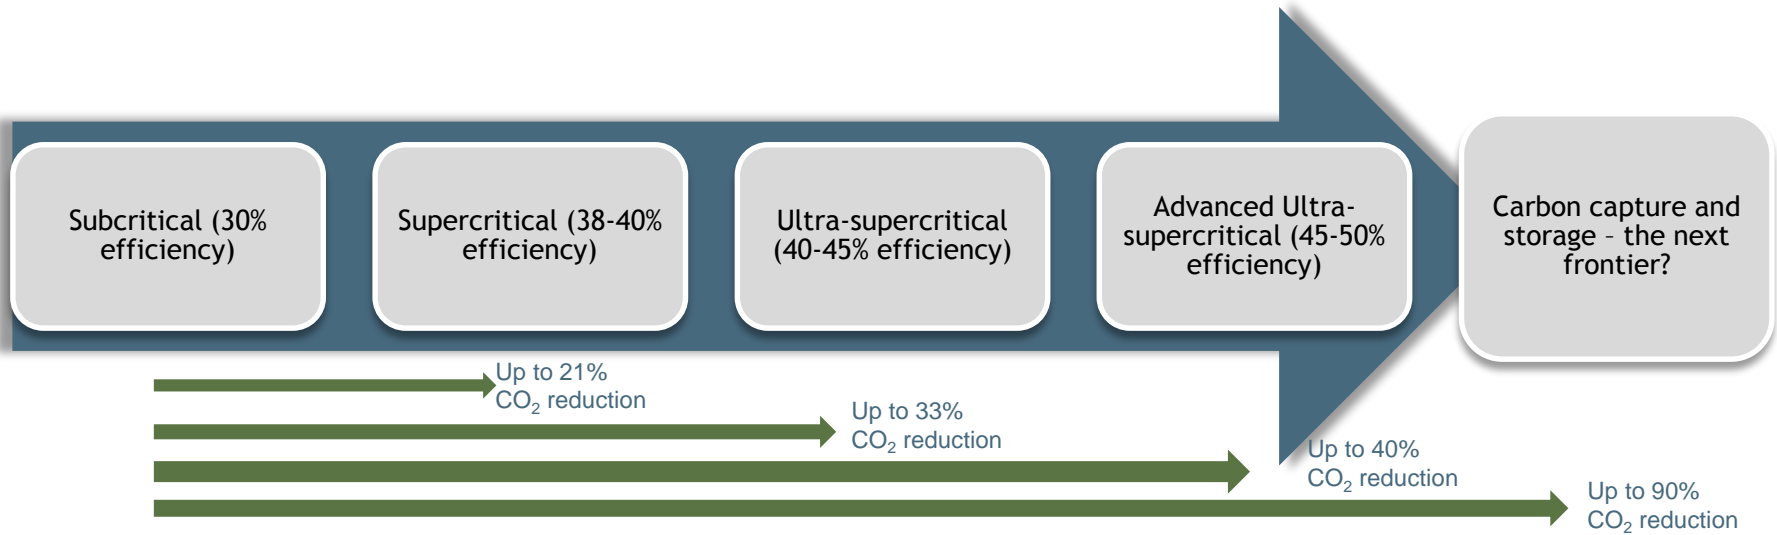 Subcritical (30%
efficiency)
Supercritical (38-40%
efficiency)
Ultra-supercritical
(40-45% efficiency)
Advanced Ultra-
supercritical (45-50%
efficiency)
Carbon capture and
storage – the next
frontier?
Up to 21%
CO₂ reduction
Up to 33%
CO₂ reduction
Up to 40%
CO₂ reduction
Up to 90%
CO₂ reduction